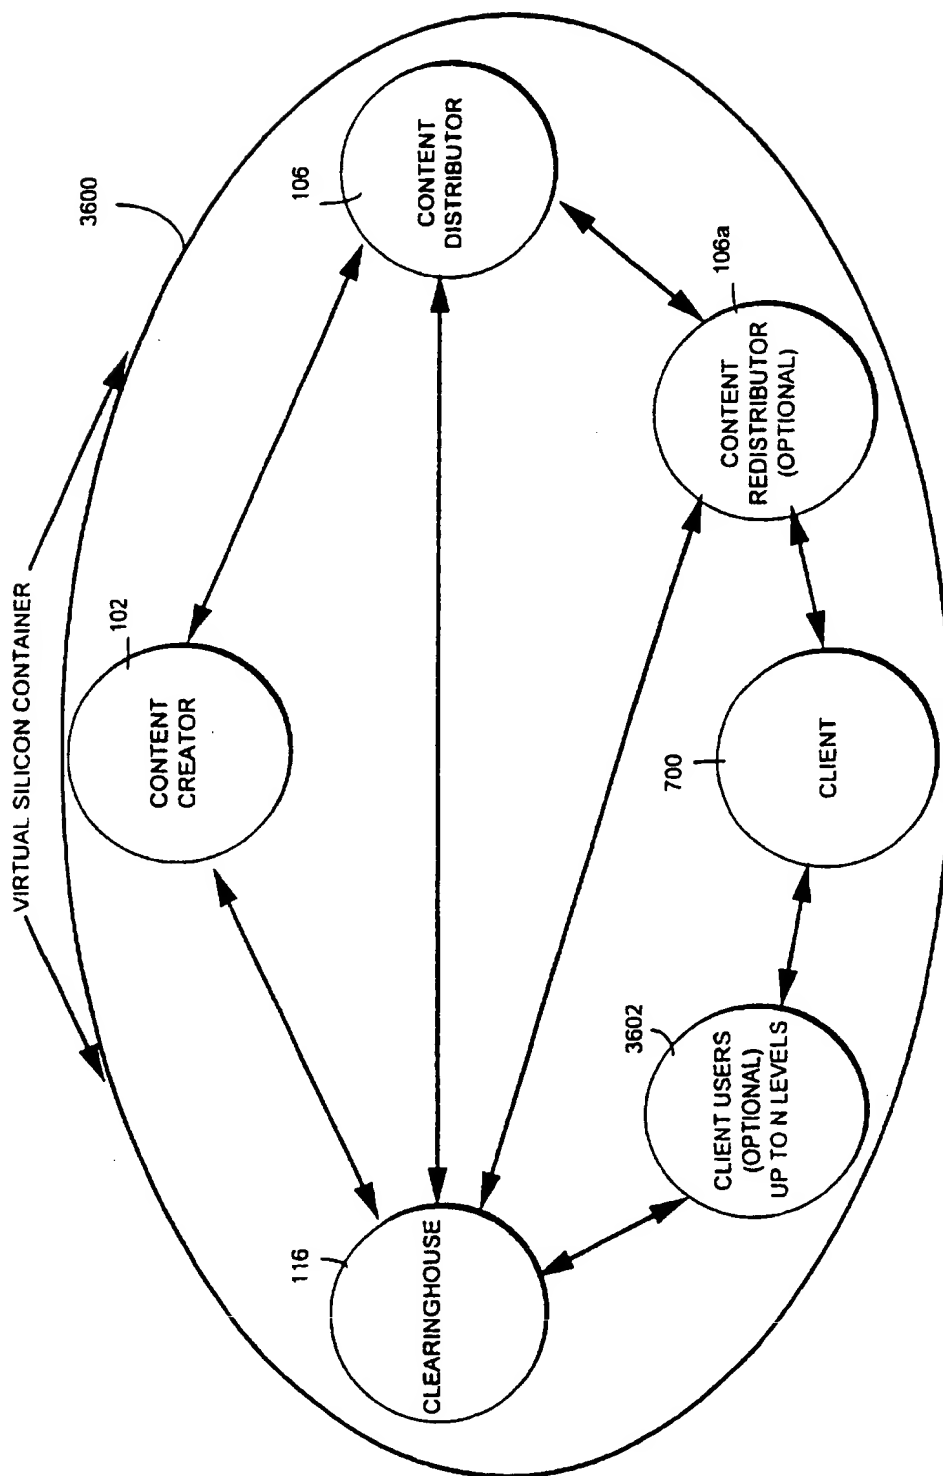 VIRTUAL SILICON CONTAINER
3600
102
CONTENT
CREATOR
106
CONTENT
DISTRIBUTOR
116
CLEARINGHOUSE
106a
CONTENT
REDISTRIBUTOR
(OPTIONAL)
3602
CLIENT USERS
(OPTIONAL)
UP TO N LEVELS
700
CLIENT